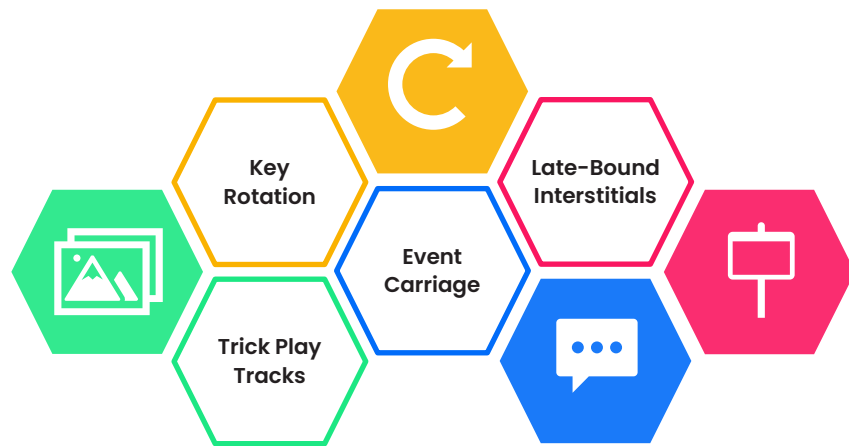 Key
Rotation
Late-Bound
Interstitials
Event
Carriage
Trick Play
Tracks